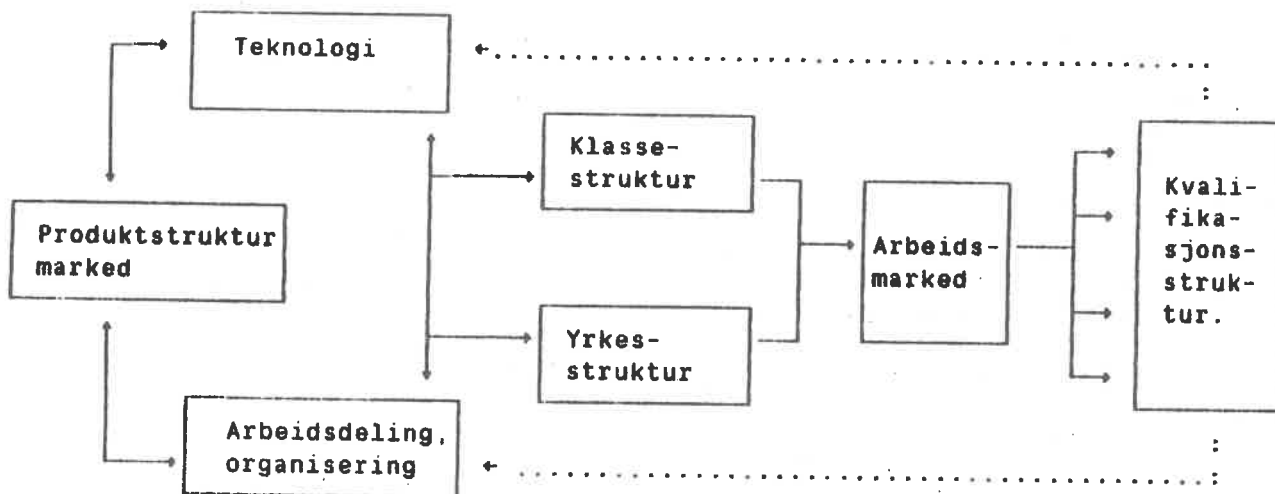 Teknologi
Klasse-
struktur
Produktstruktur
marked
Arbeids-
marked
Kvali-
fika-
sjons-
struk-
tur.
Yrkes-
struktur
Arbeidsdeling,
organisering